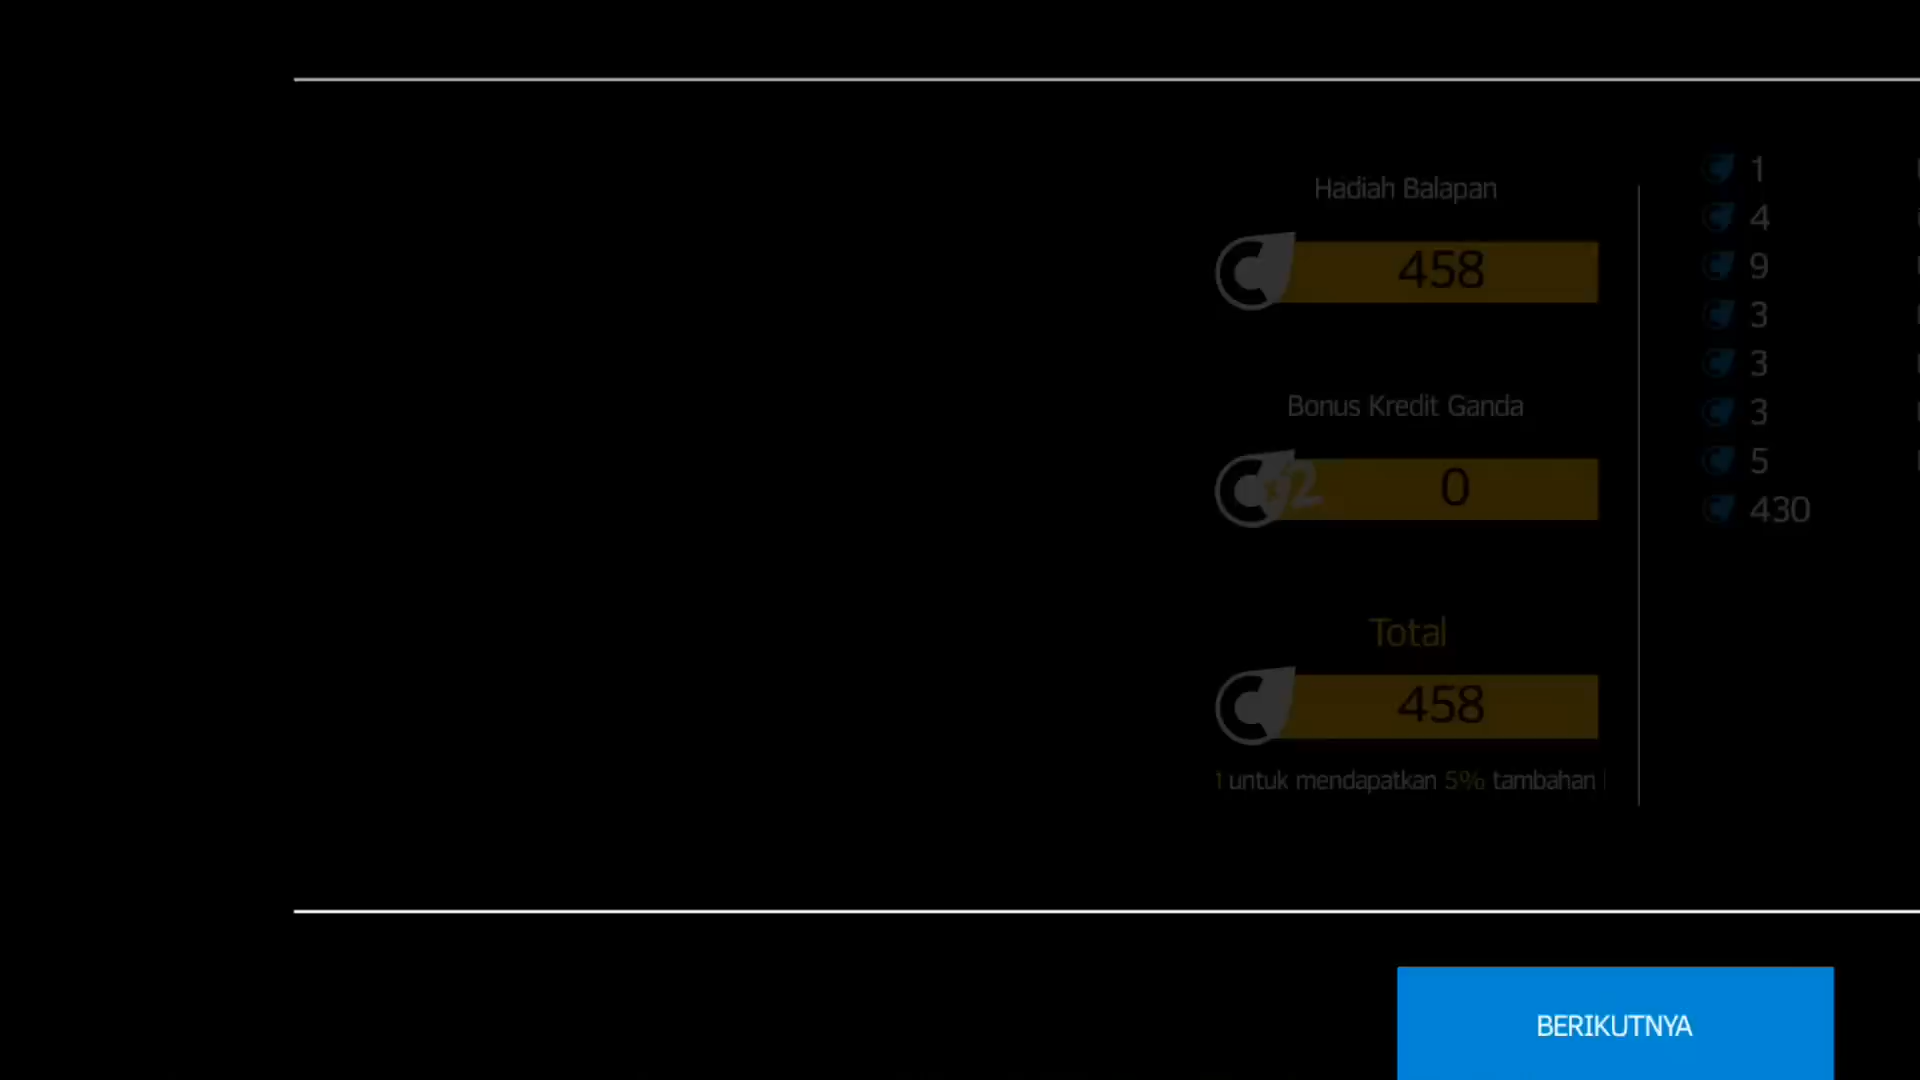 Hadiah Balapan
458
Bonus Kredit Ganda
x2 0
Total
458
untuk mendapatkan 5% tambahan
1
4
9
3
3
3
5
430
BERIKUTNYA